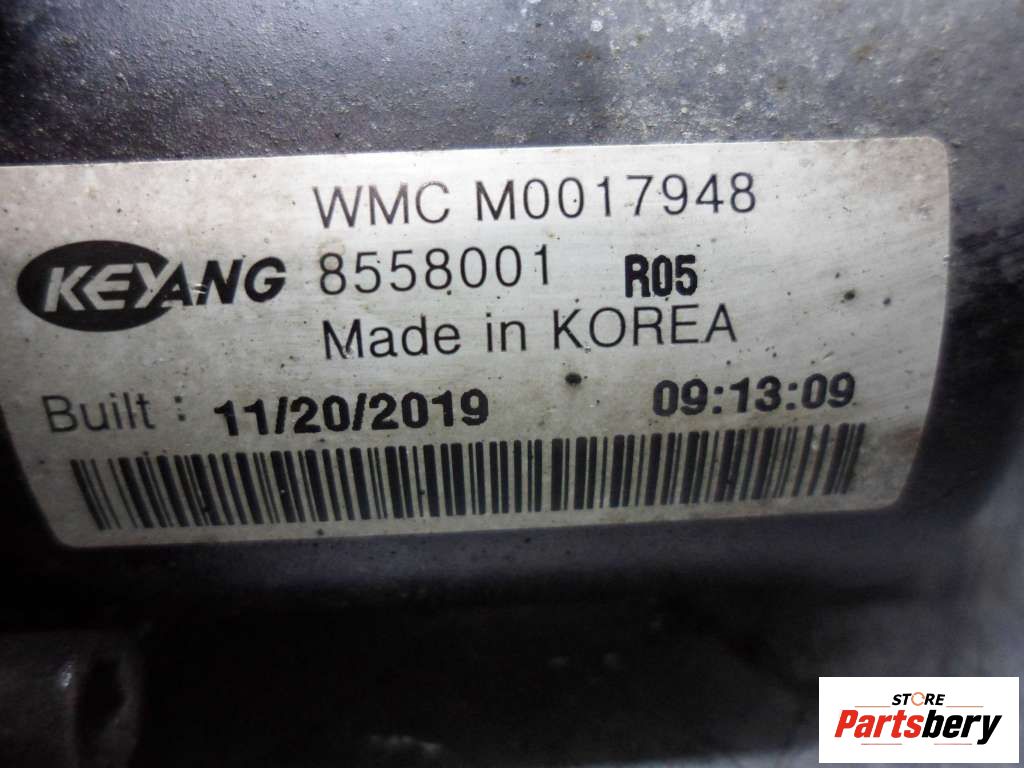 WMC M0017948
KEYANG 8558001 R05
Made in KOREA
Built : 11/20/2019 09:13:09
STORE
Partsbery